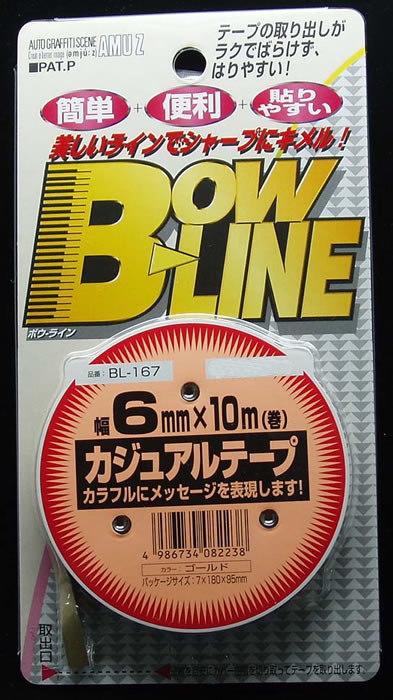 AUTO GRAFFITI SCENE AMUZ
Create a better image (amjú:z)
■PAT.P
テープの取り出しが
ラクでばらけず、
はりやすい!
簡単+便利+貼りやすい
美しいラインでシャープにキメル!
BOW LINE
ボウ・ライン
品番: BL-167
幅6mm×10m(巻)
カジュアルテープ
カラフルにメッセージを表現します!
4 986734 082238
カラー: ゴールド
パッケージサイズ:7×180×95mm
取出口